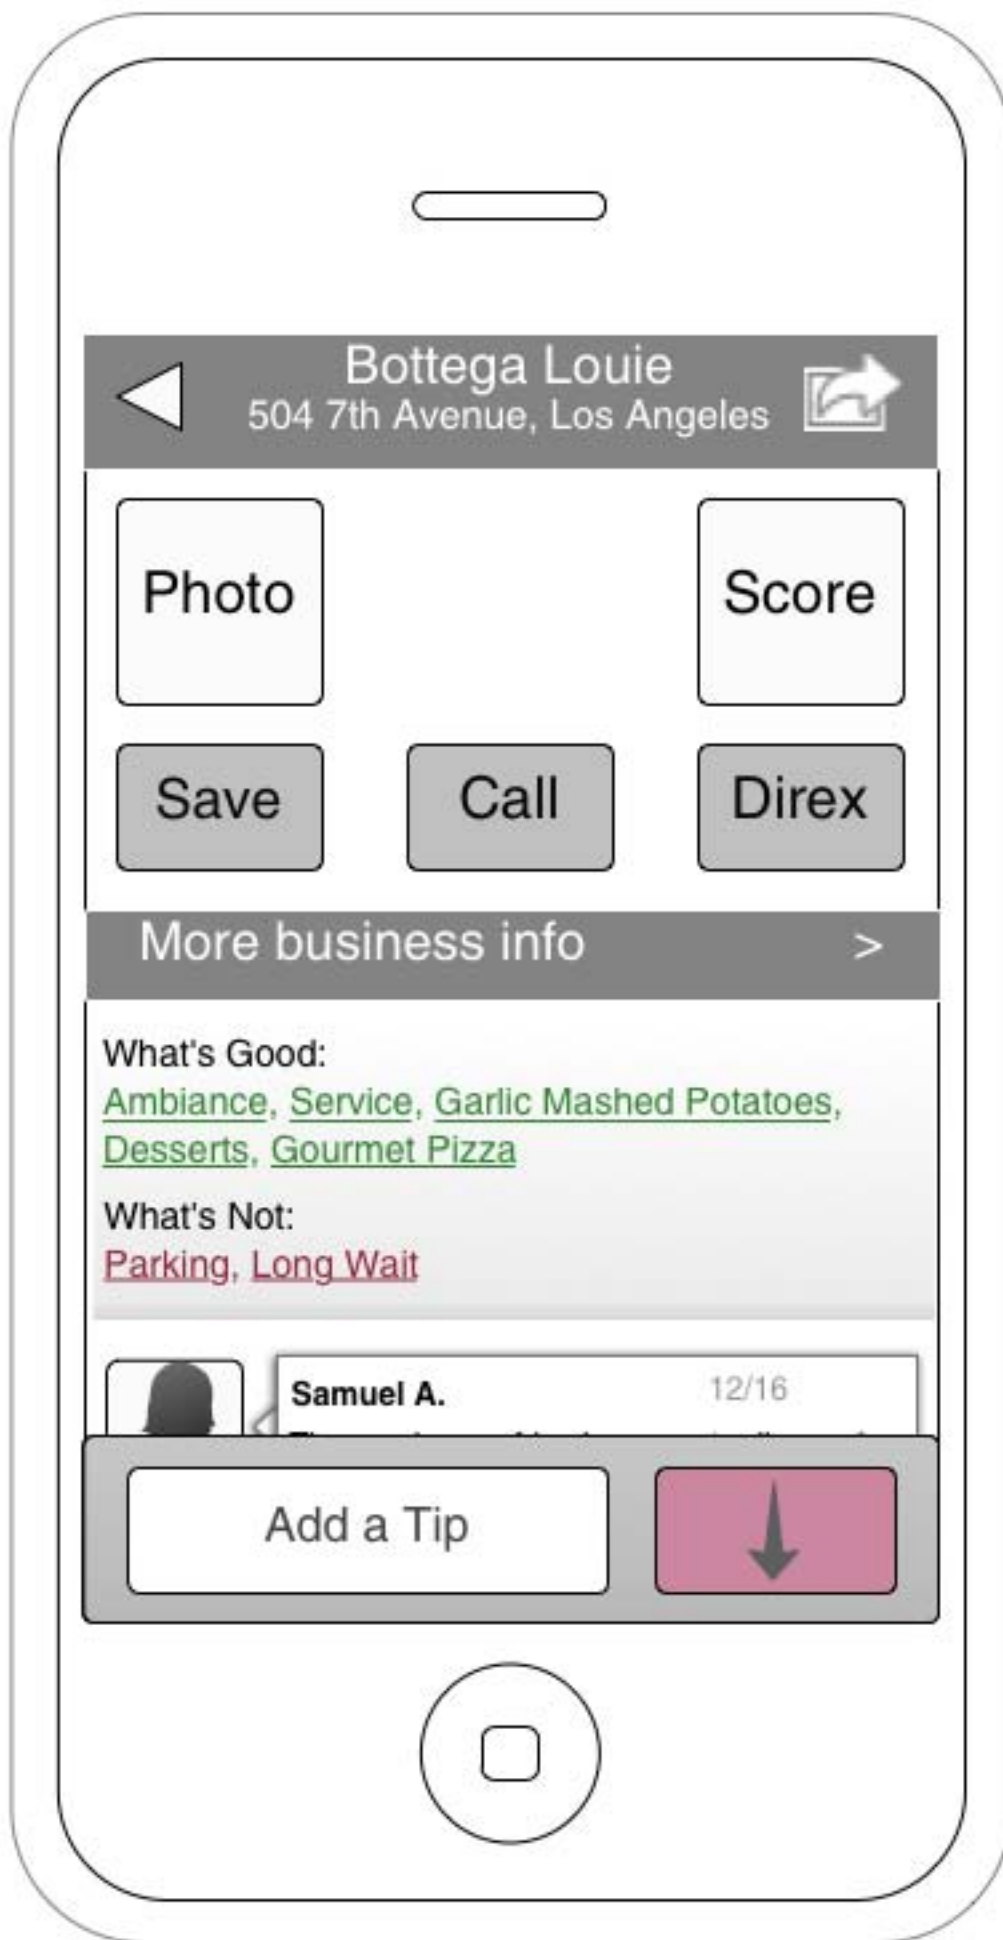 Bottega Louie
504 7th Avenue, Los Angeles
Photo
Score
Save
Call
Direx
More business info >
What's Good:
Ambiance, Service, Garlic Mashed Potatoes,
Desserts, Gourmet Pizza
What's Not:
Parking, Long Wait
Samuel A. 12/16
Add a Tip